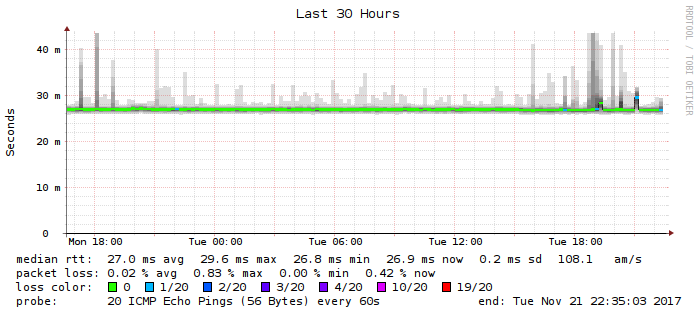 Last 30 Hours
RRDTOOL / TOBI OETIKER
Seconds
40 m
30 m
20 m
10 m
0
Mon 18:00 Tue 00:00 Tue 06:00 Tue 12:00 Tue 18:00
median rtt: 27.0 ms avg 29.6 ms max 26.8 ms min 26.9 ms now 0.2 ms sd 108.1 am/s
packet loss: 0.02 % avg 0.83 % max 0.00 % min 0.42 % now
loss color: 0 1/20 2/20 3/20 4/20 10/20 19/20
probe: 20 ICMP Echo Pings (56 Bytes) every 60s end: Tue Nov 21 22:35:03 2017